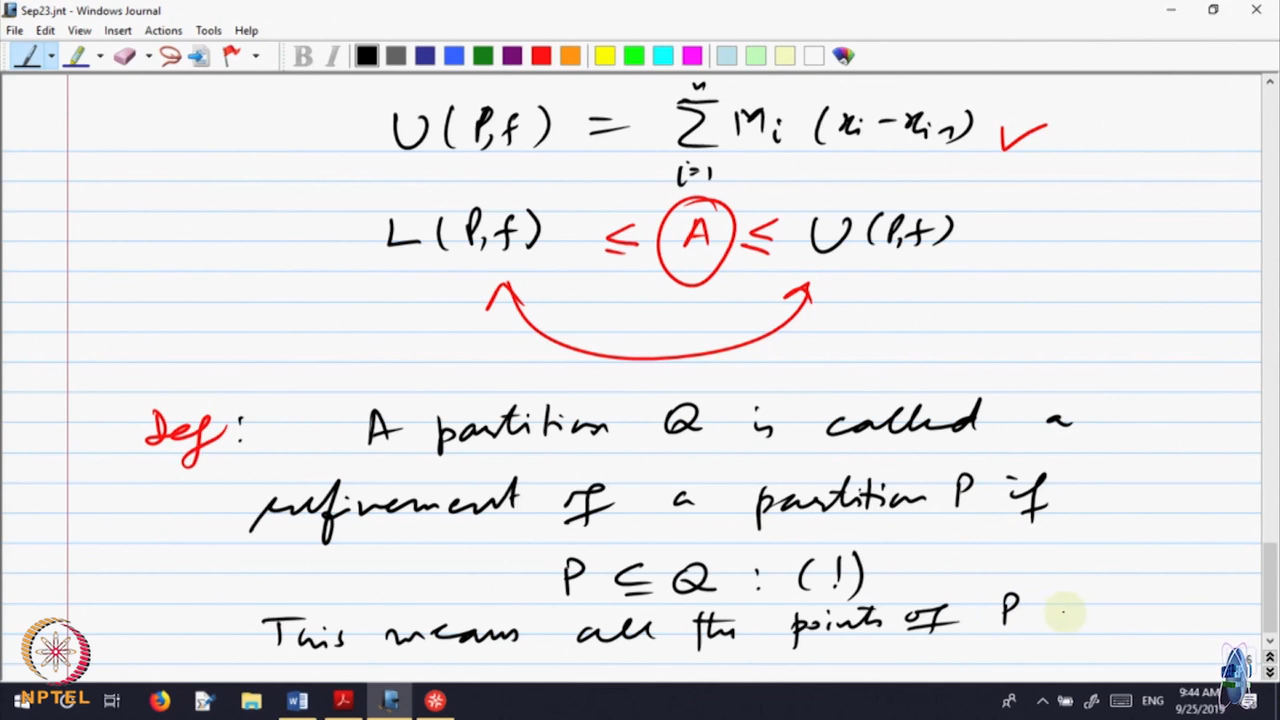 Sep23.jnt - Windows Journal
File Edit View Insert Actions Tools Help
B I
U(P,f) = n∑i=1 Mi (xi - xi-1) ✓
L(P,f) ≤ A ≤ U(P,f)
Def: A partition Q is called a
refinement of a partition P if
P ⊆ Q : (!)
This means all the points of P
NPTEL
ENG
9:44 AM